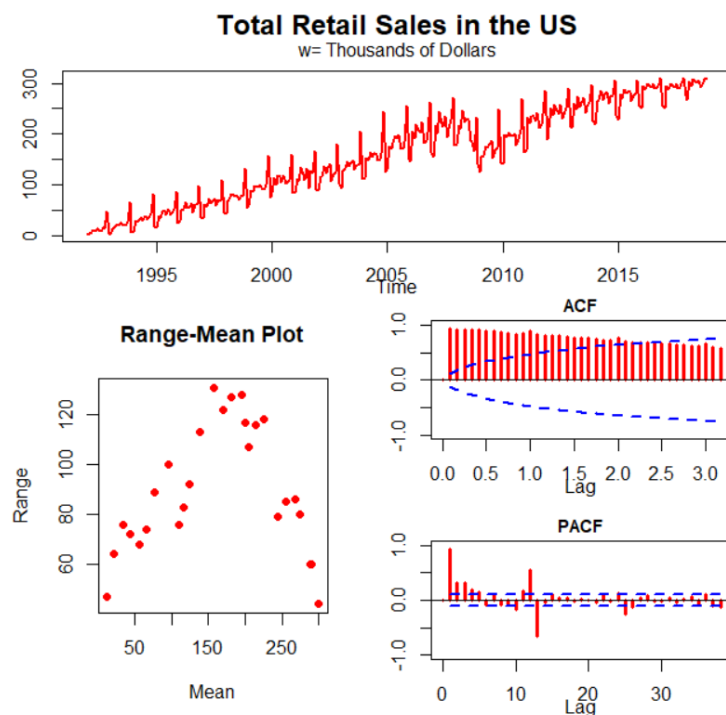 Total Retail Sales in the US
w= Thousands of Dollars
300
200
100
0
1995 2000 2005 2010 2015
Time
Range-Mean Plot
120
100
80
60
Range
50 150 250
Mean
ACF
1.0
0.0
-1.0
0.0 0.5 1.0 1.5 2.0 2.5 3.0
Lag
PACF
1.0
0.0
-1.0
0 10 20 30
Lag